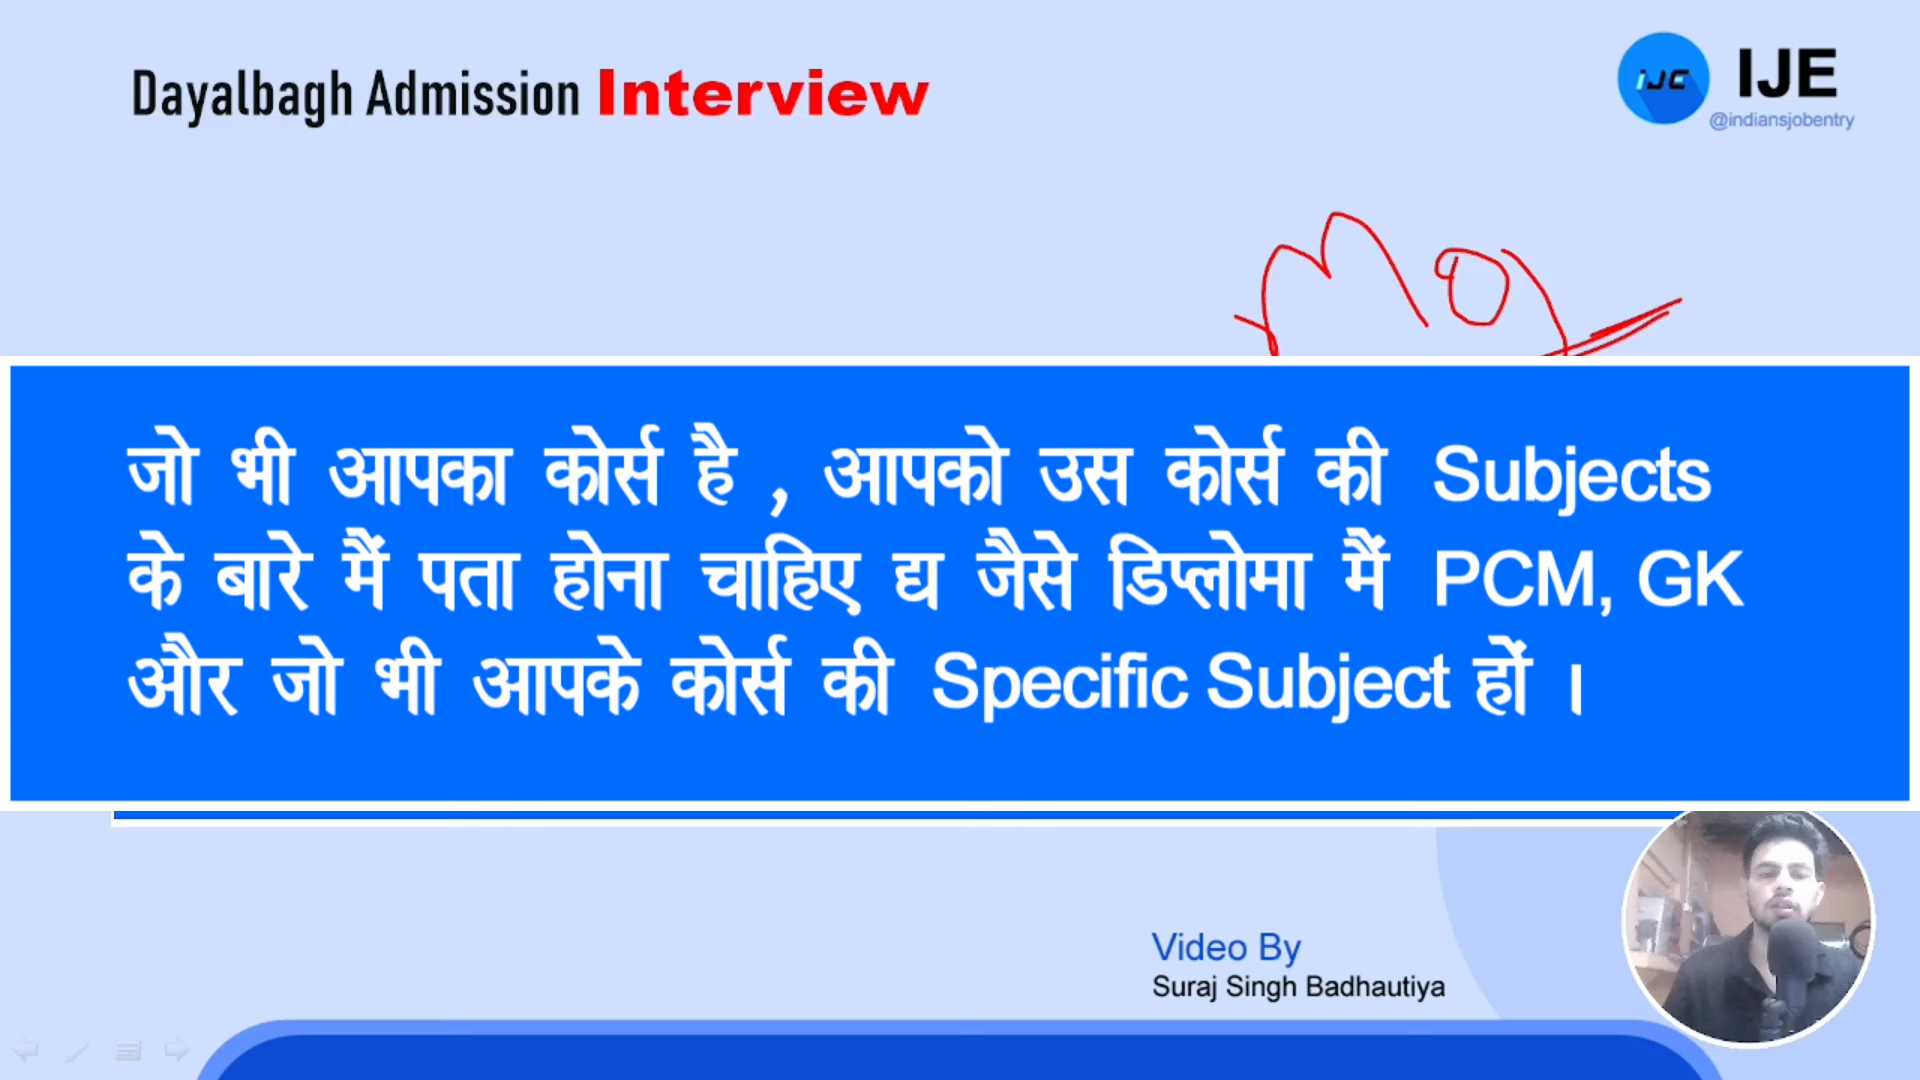 Dayalbagh Admission Interview
IJE
IJE
@indiansjobentry
जो भी आपका कोर्स है , आपको उस कोर्स की Subjects
के बारे मैं पता होना चाहिए द्य जैसे डिप्लोमा मैं PCM, GK
और जो भी आपके कोर्स की Specific Subject हों ।
Video By
Suraj Singh Badhautiya